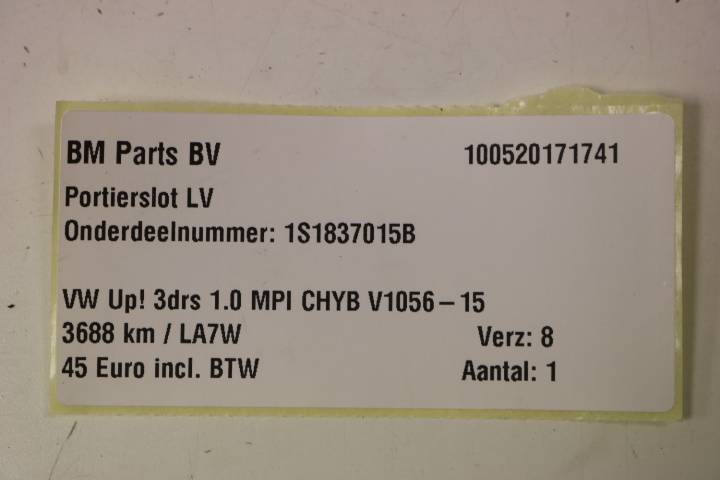 BM Parts BV 100520171741
Portierslot LV
Onderdeelnummer: 1S1837015B
VW Up! 3drs 1.0 MPI CHYB V1056-15
3688 km / LA7W Verz: 8
45 Euro incl. BTW Aantal: 1